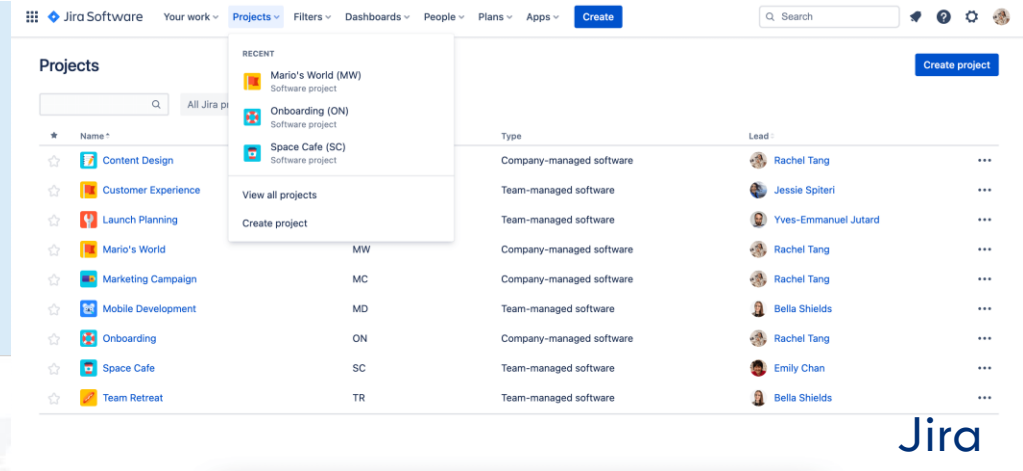 Jira Software Your work Projects Filters Dashboards People Plans Apps Create Search
Projects
Create project
RECENT
Mario's World (MW)
Software project
Onboarding (ON)
Software project
Space Cafe (SC)
Software project
View all projects
Create project
All Jira
Name Type Lead
Content Design Company-managed software Rachel Tang
Customer Experience Team-managed software Jessie Spiteri
Launch Planning Team-managed software Yves-Emmanuel Jutard
Mario's World MW Company-managed software Rachel Tang
Marketing Campaign MC Company-managed software Rachel Tang
Mobile Development MD Team-managed software Bella Shields
Onboarding ON Company-managed software Rachel Tang
Space Cafe SC Team-managed software Emily Chan
Team Retreat TR Team-managed software Bella Shields
Jira